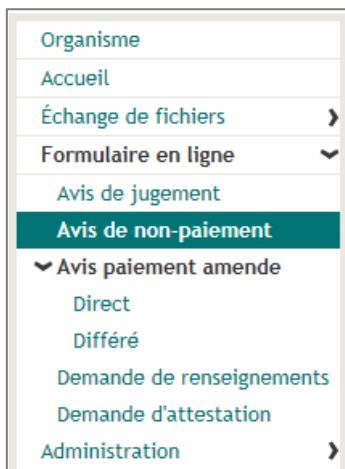 Organisme
Accueil
Échange de fichiers
Formulaire en ligne
Avis de jugement
Avis de non-paiement
Avis paiement amende
Direct
Différé
Demande de renseignements
Demande d'attestation
Administration